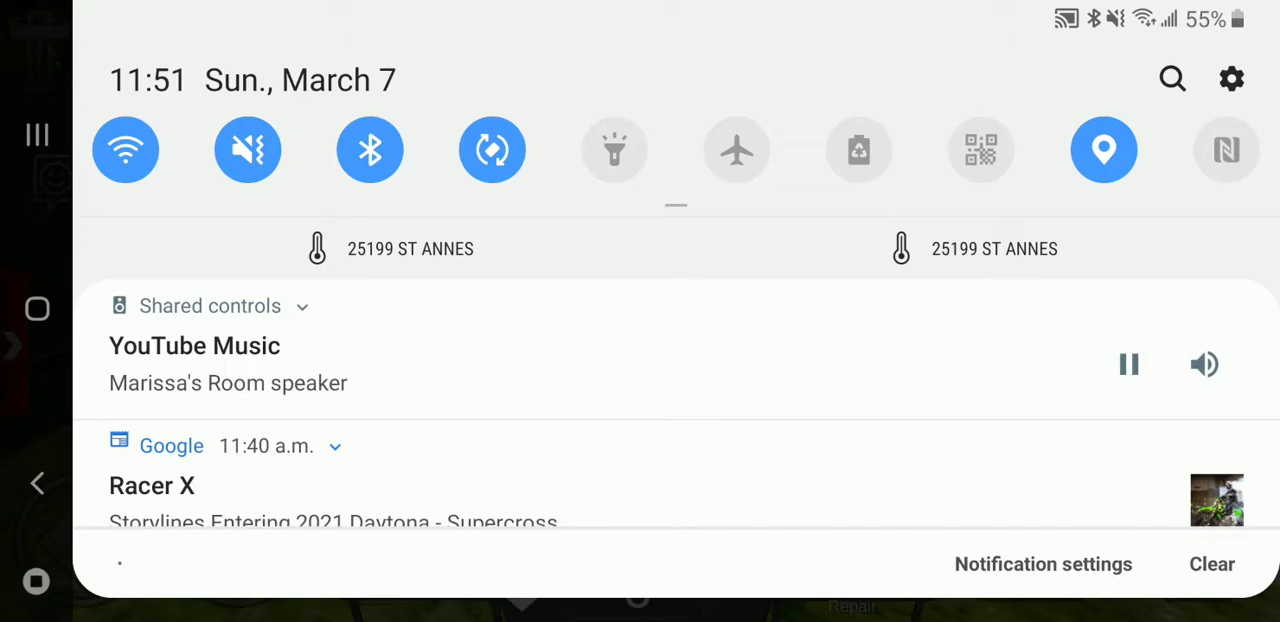 55%
11:51 Sun., March 7
25199 ST ANNES
25199 ST ANNES
Shared controls
YouTube Music
Marissa's Room speaker
Google 11:40 a.m.
Racer X
Storylines Entering 2021 Daytona - Supercross
Notification settings
Clear
Repair